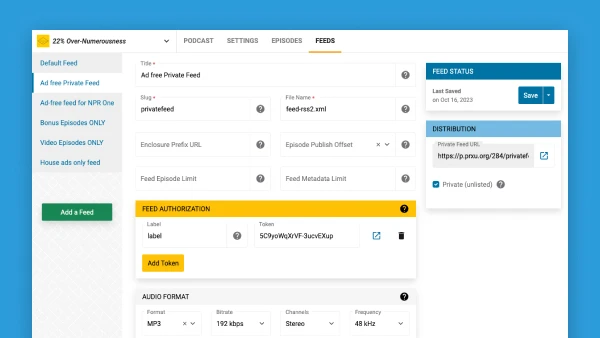 22% Over-Numerousness
PODCAST SETTINGS EPISODES FEEDS
Default Feed
Ad free Private Feed
Ad-free feed for NPR One
Bonus Episodes ONLY
Video Episodes ONLY
House ads only feed
Add a Feed
Title *
Ad free Private Feed
Slug *
privatefeed
File Name *
feed-rss2.xml
Enclosure Prefix URL
Episode Publish Offset
Feed Episode Limit
Feed Metadata Limit
FEED AUTHORIZATION
Label
label
Token
5C9yoWqXrVF-3ucvEXup
Add Token
AUDIO FORMAT
Format
MP3
Bitrate
192 kbps
Channels
Stereo
Frequency
48 kHz
FEED STATUS
Last Saved
on Oct 16, 2023
Save
DISTRIBUTION
Private Feed URL
https://p.prxu.org/284/privatef
Private (unlisted)